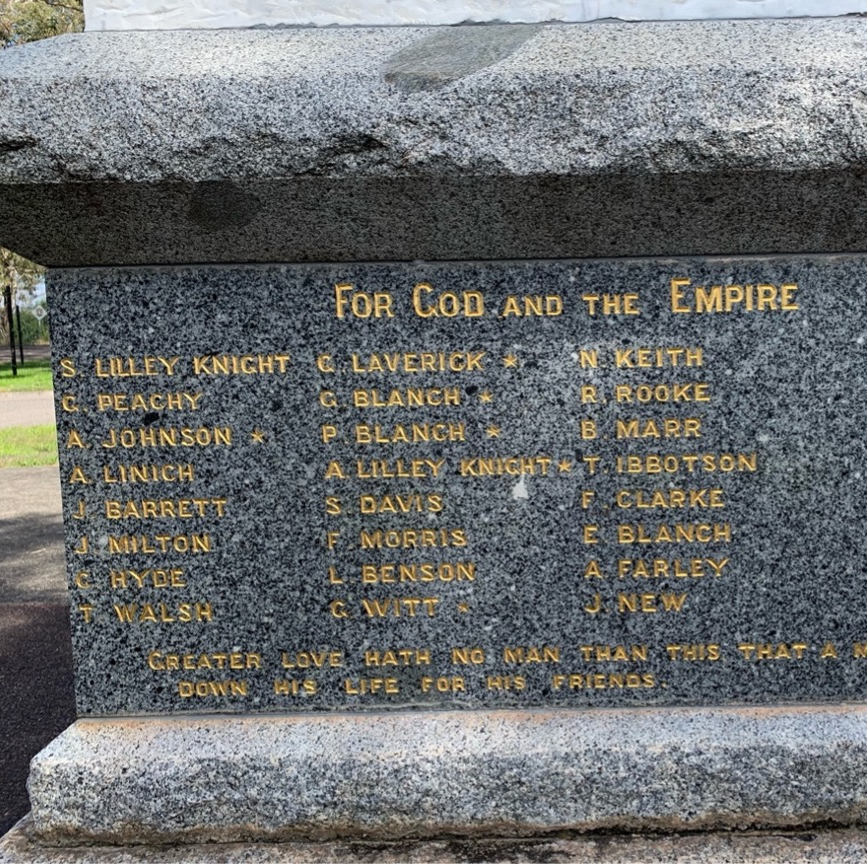 FOR GOD AND THE EMPIRE
S. LILLEY KNIGHT C. LAVERICK ★ N. KEITH
C. PEACHY G. BLANCH ★ R. ROOKE
A. JOHNSON ★ P. BLANCH ★ B. MARR
A. LINICH A. LILLEY KNIGHT ★ T. IBBOTSON
J. BARRETT S. DAVIS F. CLARKE
J. MILTON F. MORRIS E. BLANCH
C. HYDE L. BENSON A. FARLEY
T. WALSH G. WITT ★ J. NEW
GREATER LOVE HATH NO MAN THAN THIS THAT A
DOWN HIS LIFE FOR HIS FRIENDS.